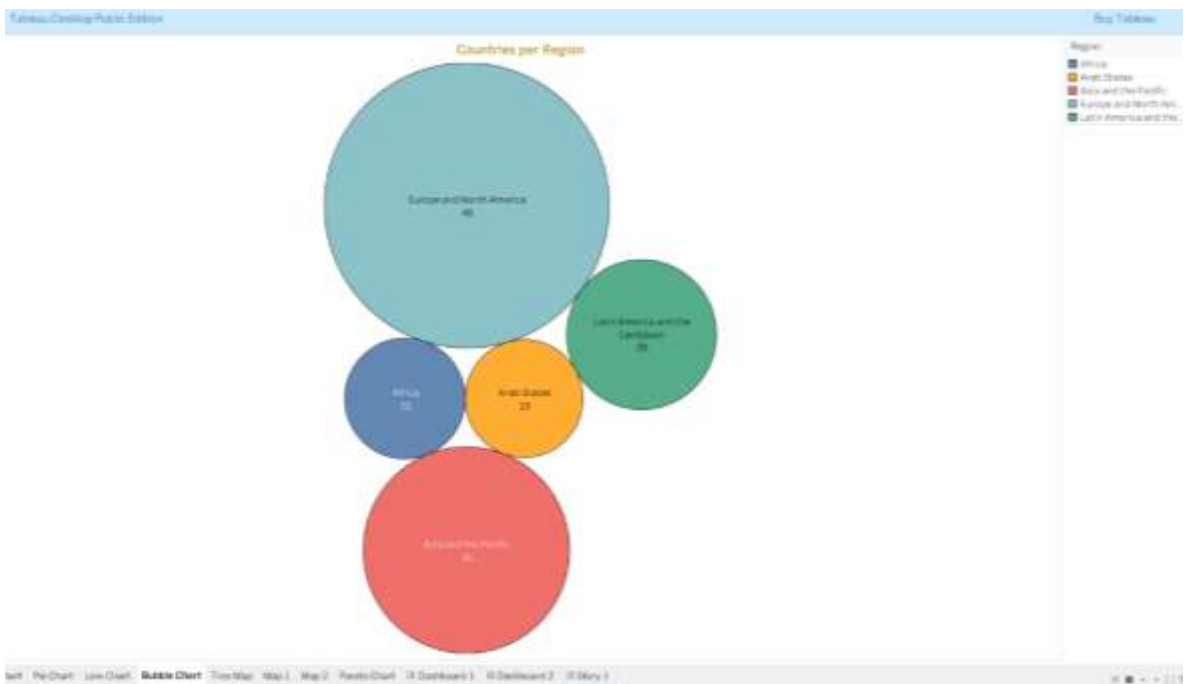 Tableau Desktop Public Edition
Buy Tableau
Countries per Region
Region
Africa
Arab States
Asia and the Pacific
Europe and North Am...
Latin America and the...
Europe and North America
Latin America and the
Caribbean
Africa
Arab States
Asia and the Pacific
Pie Chart Line Chart Bubble Chart Tree Map Map 1 Map 2 Pareto Chart Dashboard 1 Dashboard 2 Story 1